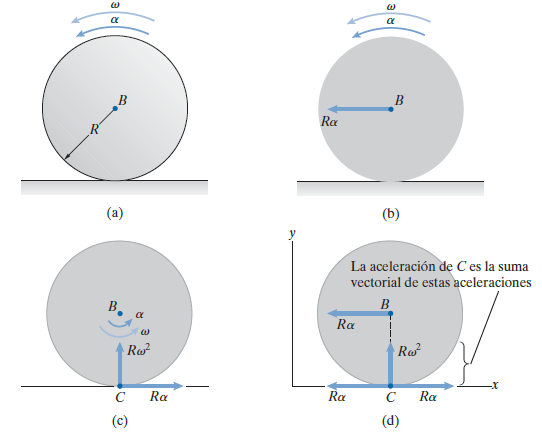 ω
α
B
R
(a)
ω
α
B
Rα
(b)
B
α
ω
Rω²
C
Rα
(c)
y
La aceleración de C es la suma
vectorial de estas aceleraciones
B
Rα
Rω²
x
Rα
C
Rα
(d)